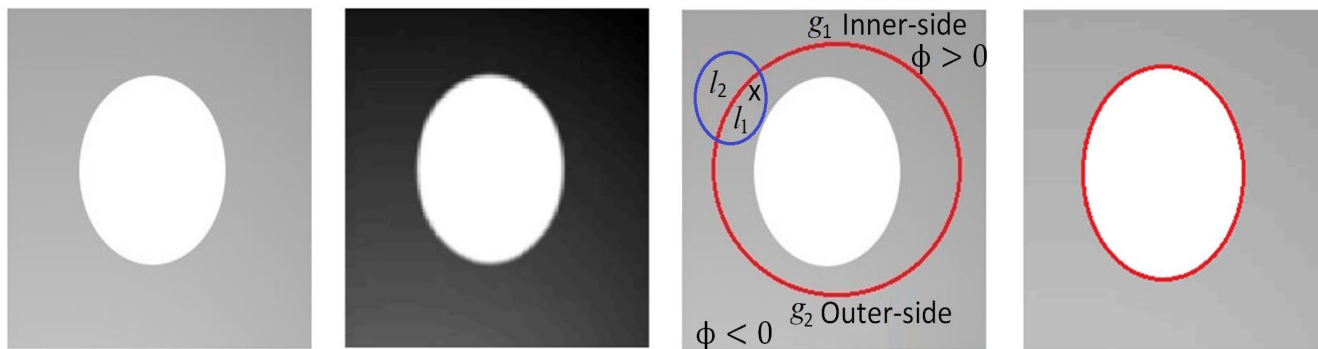 g₁ Inner-side
ϕ > 0
l₂
x
l₁
g₂ Outer-side
ϕ < 0